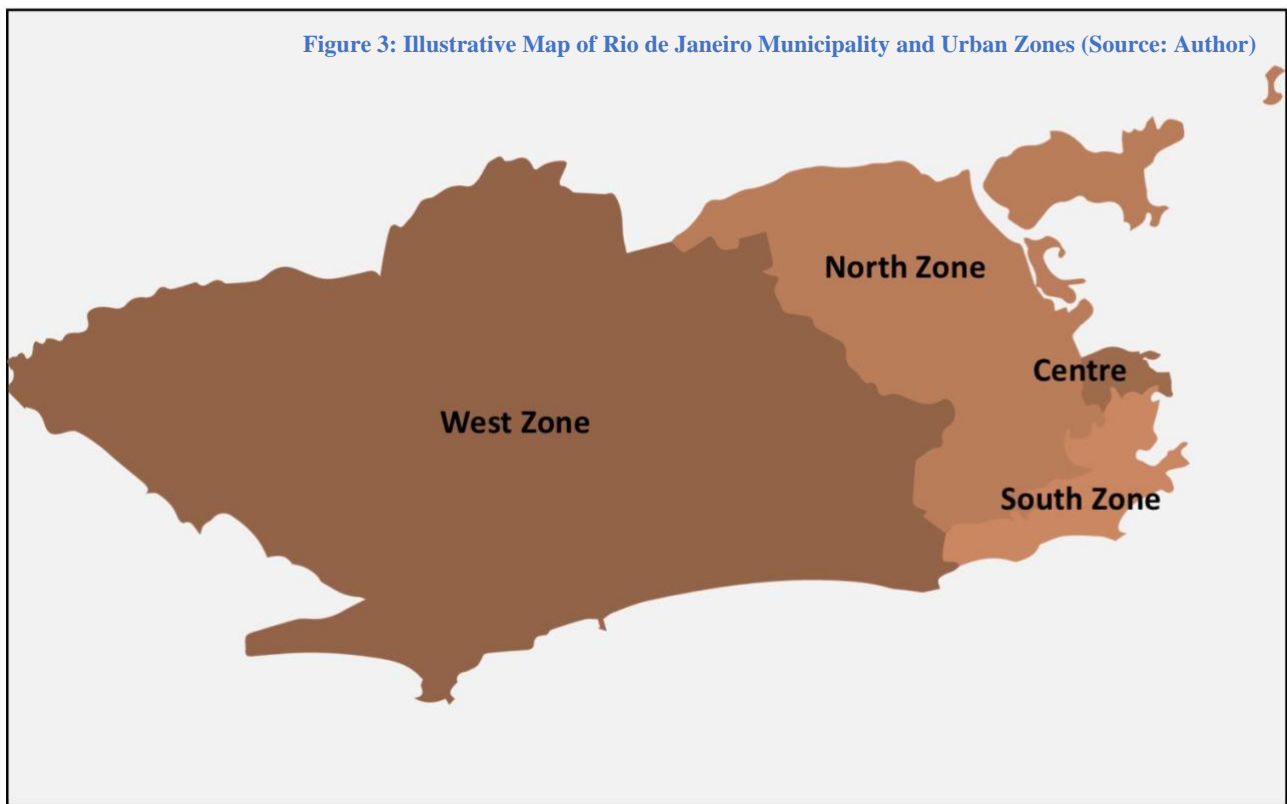 Figure 3: Illustrative Map of Rio de Janeiro Municipality and Urban Zones (Source: Author)
North Zone
Centre
West Zone
South Zone